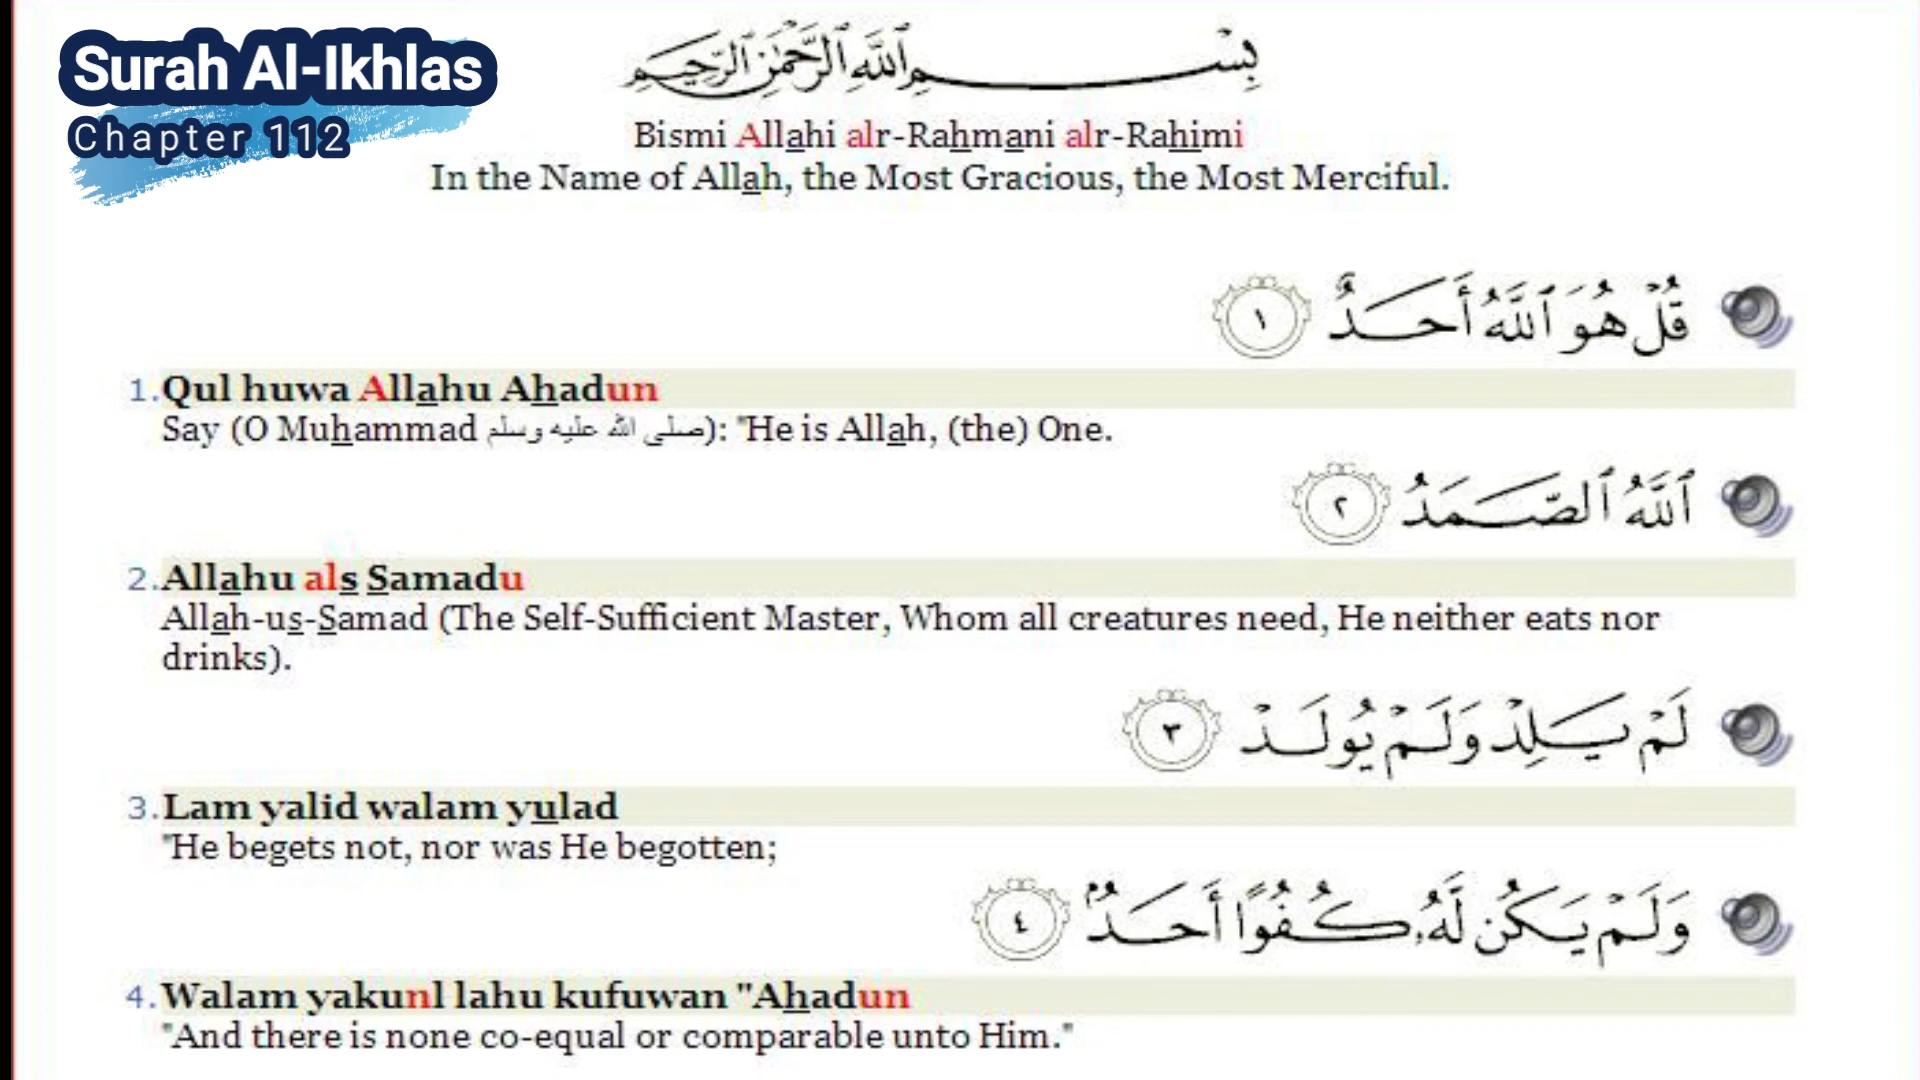 Surah Al-Ikhlas
Chapter 112
بِسْمِ ٱللَّهِ ٱلرَّحْمَٰنِ ٱلرَّحِيمِ
Bismi Allahi alr-Rahmani alr-Rahimi
In the Name of Allah, the Most Gracious, the Most Merciful.
قُلْ هُوَ ٱللَّهُ أَحَدٌ ١
1. Qul huwa Allahu Ahadun
Say (O Muhammad صلى الله عليه وسلم): "He is Allah, (the) One.
ٱللَّهُ ٱلصَّمَدُ ٢
2. Allahu als Samadu
Allah-us-Samad (The Self-Sufficient Master, Whom all creatures need, He neither eats nor
drinks).
لَمْ يَلِدْ وَلَمْ يُولَدْ ٣
3. Lam yalid walam yulad
"He begets not, nor was He begotten;
وَلَمْ يَكُن لَّهُۥ كُفُوًا أَحَدٌۢ ٤
4. Walam yakunl lahu kufuwan "Ahadun
"And there is none co-equal or comparable unto Him."